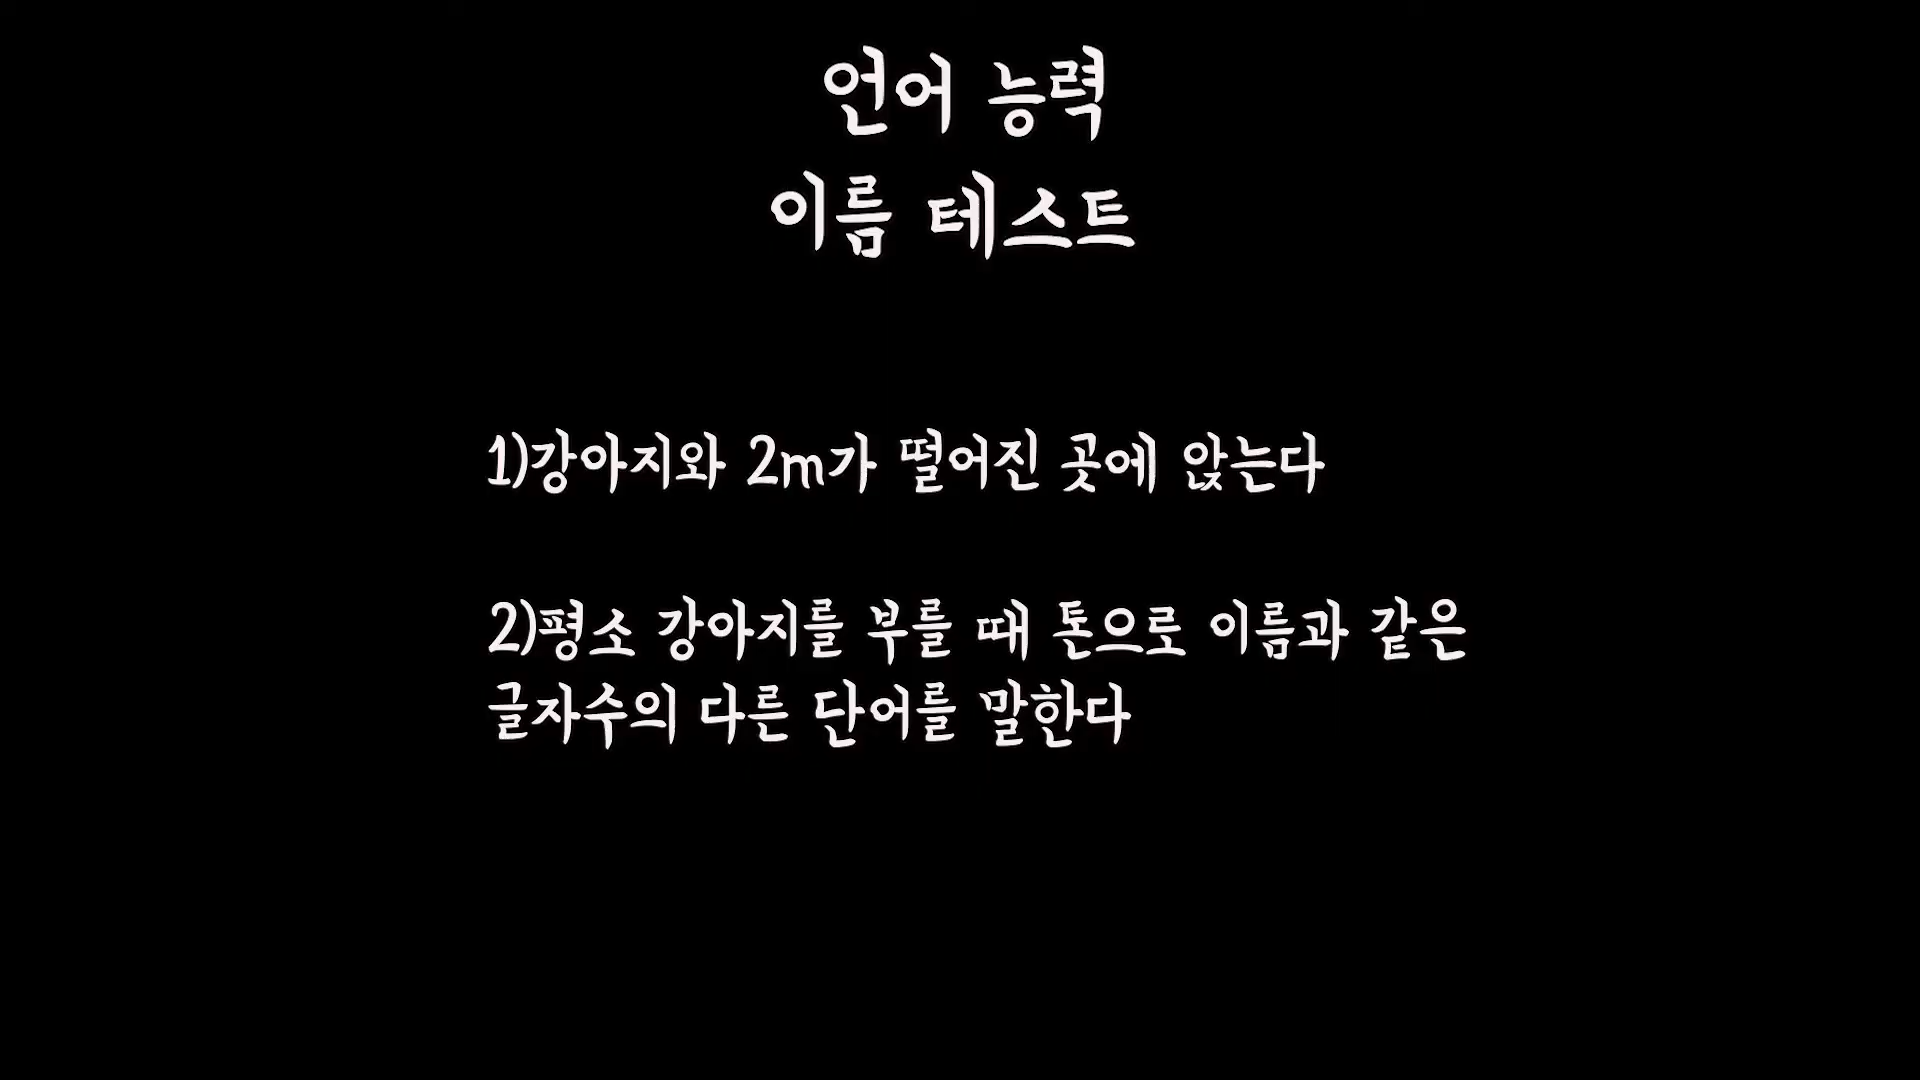 언어 능력
이름 테스트
1)강아지와 2m가 떨어진 곳에 앉는다
2)평소 강아지를 부를 때 톤으로 이름과 같은
글자수의 다른 단어를 말한다